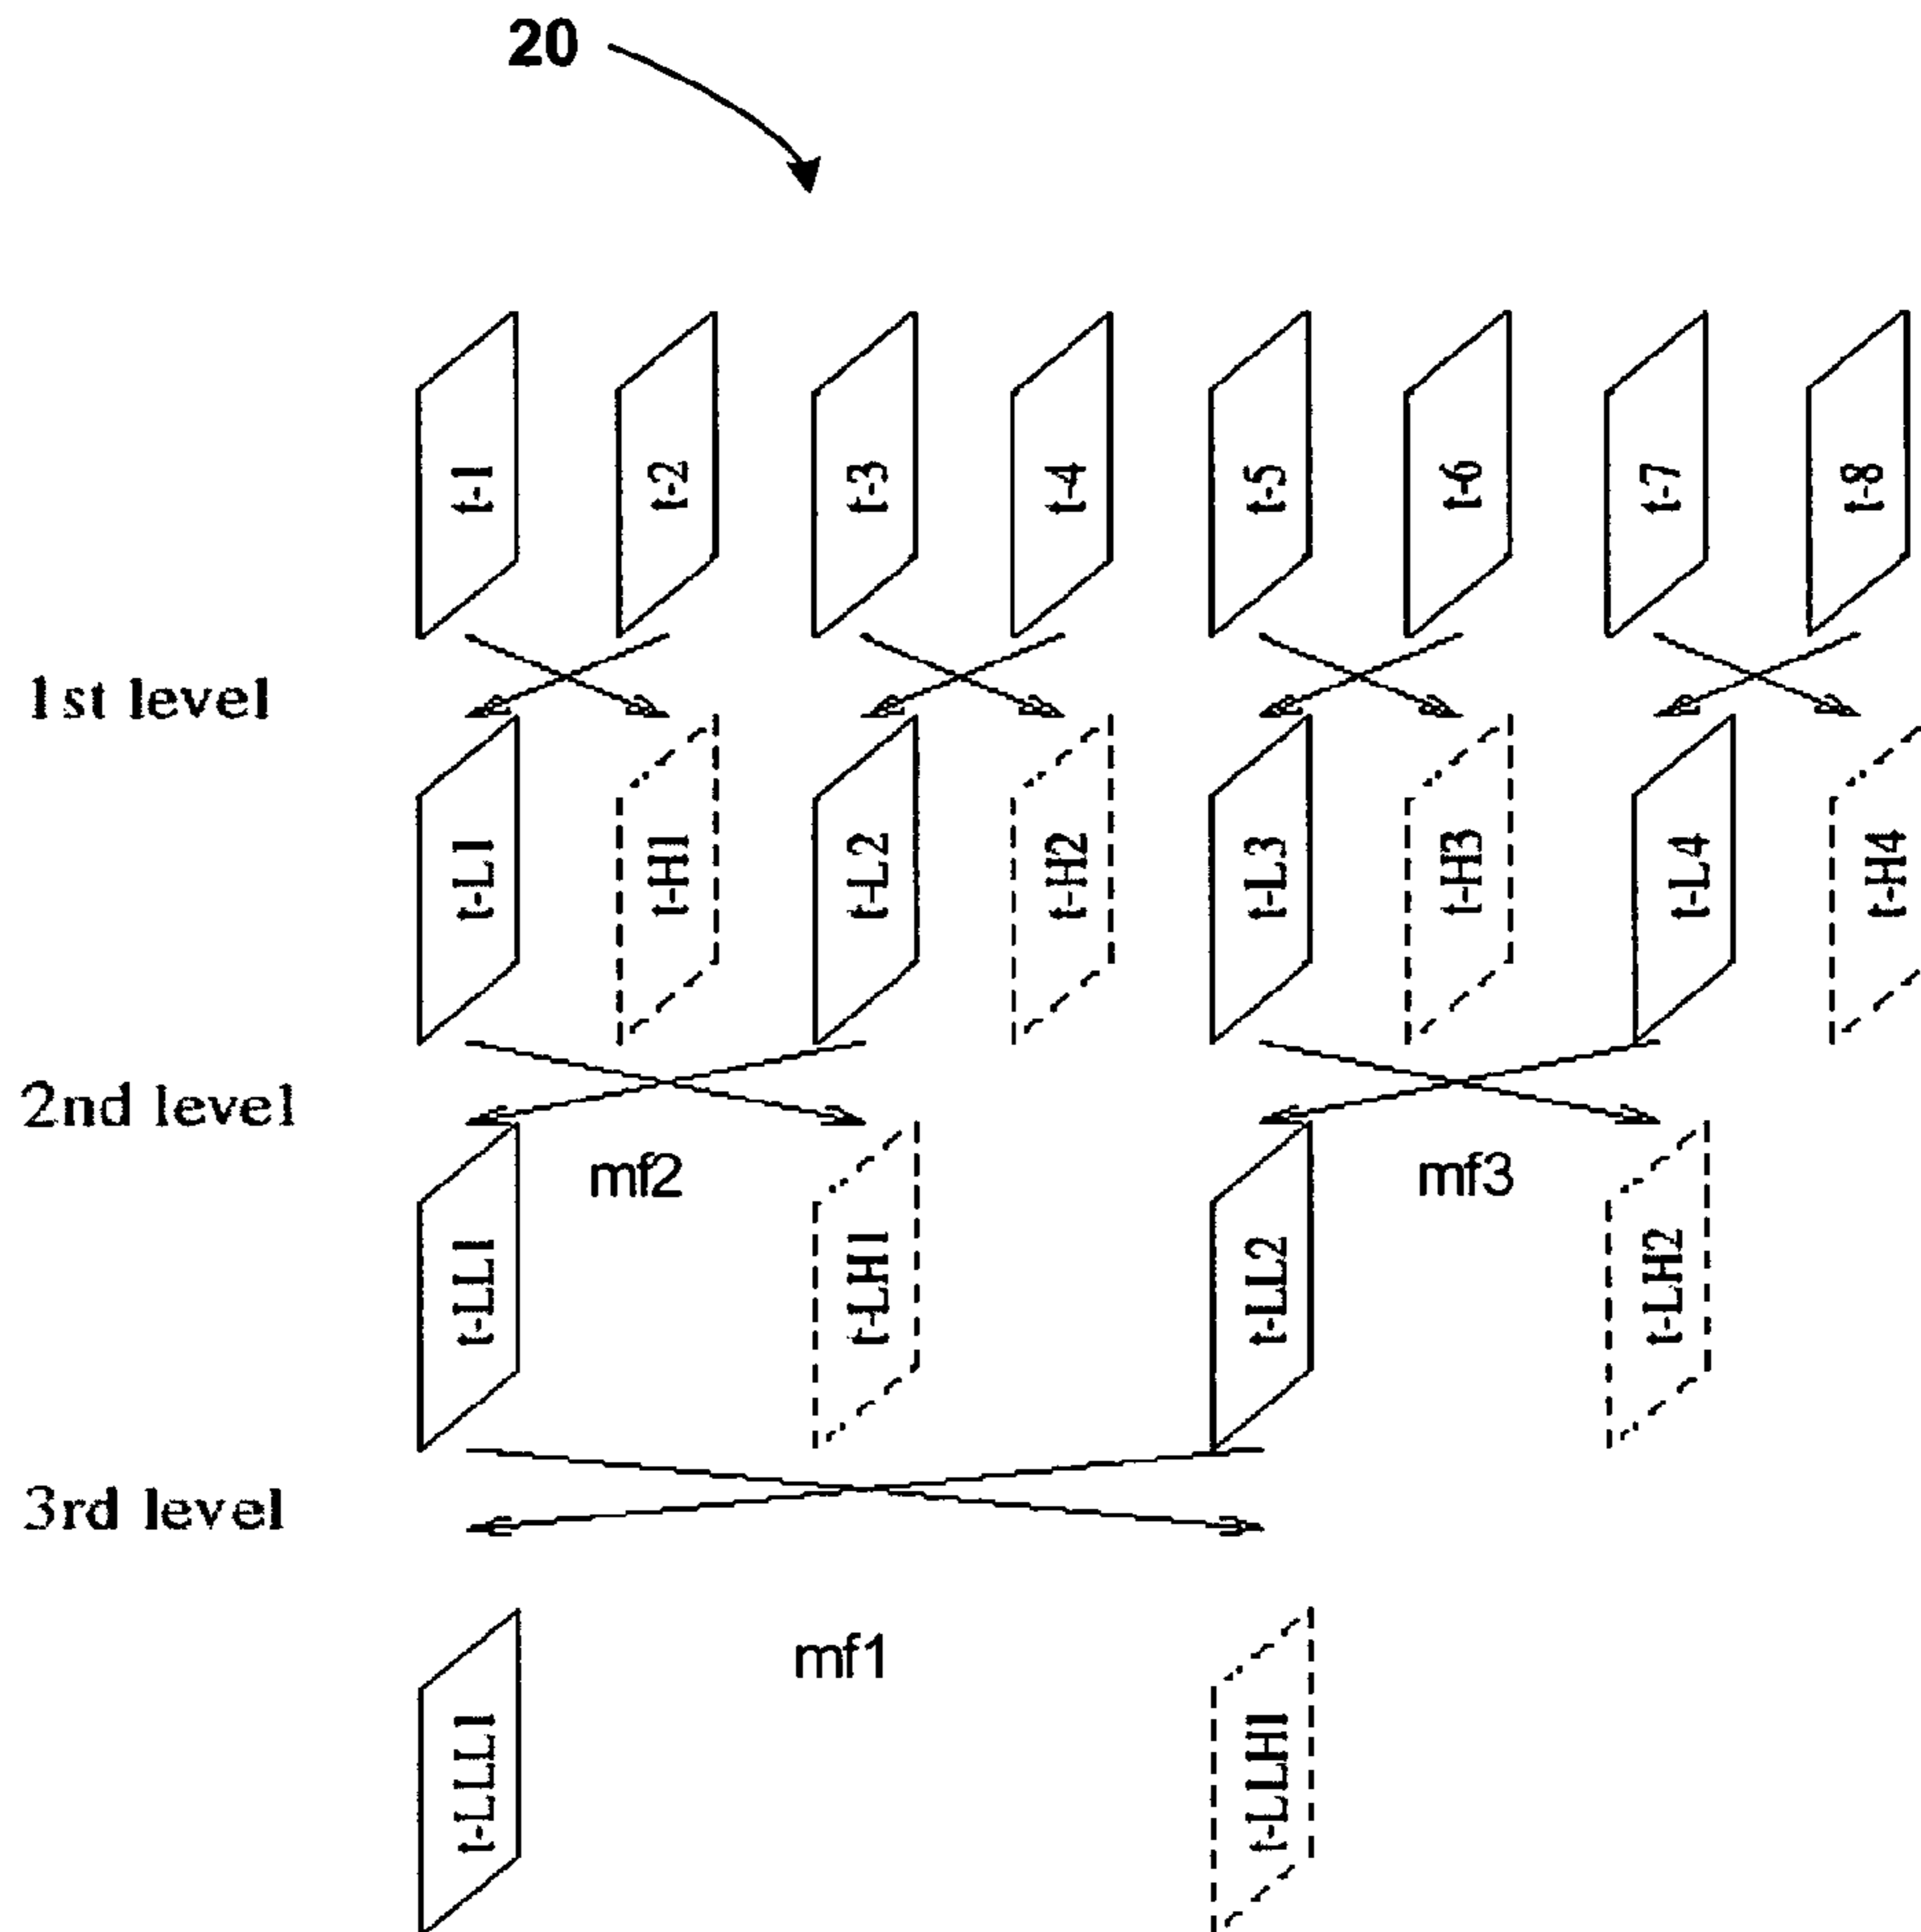 20
t-1 t-2 t-3 t-4 t-5 t-6 t-7 t-8
1st level
t-L1 t-H1 t-L2 t-H2 t-L3 t-H3 t-L4 t-H4
2nd level
mf2 mf3
t-LL1 t-LH1 t-LL2 t-LH2
3rd level
mf1
t-LLL1 t-LLH1